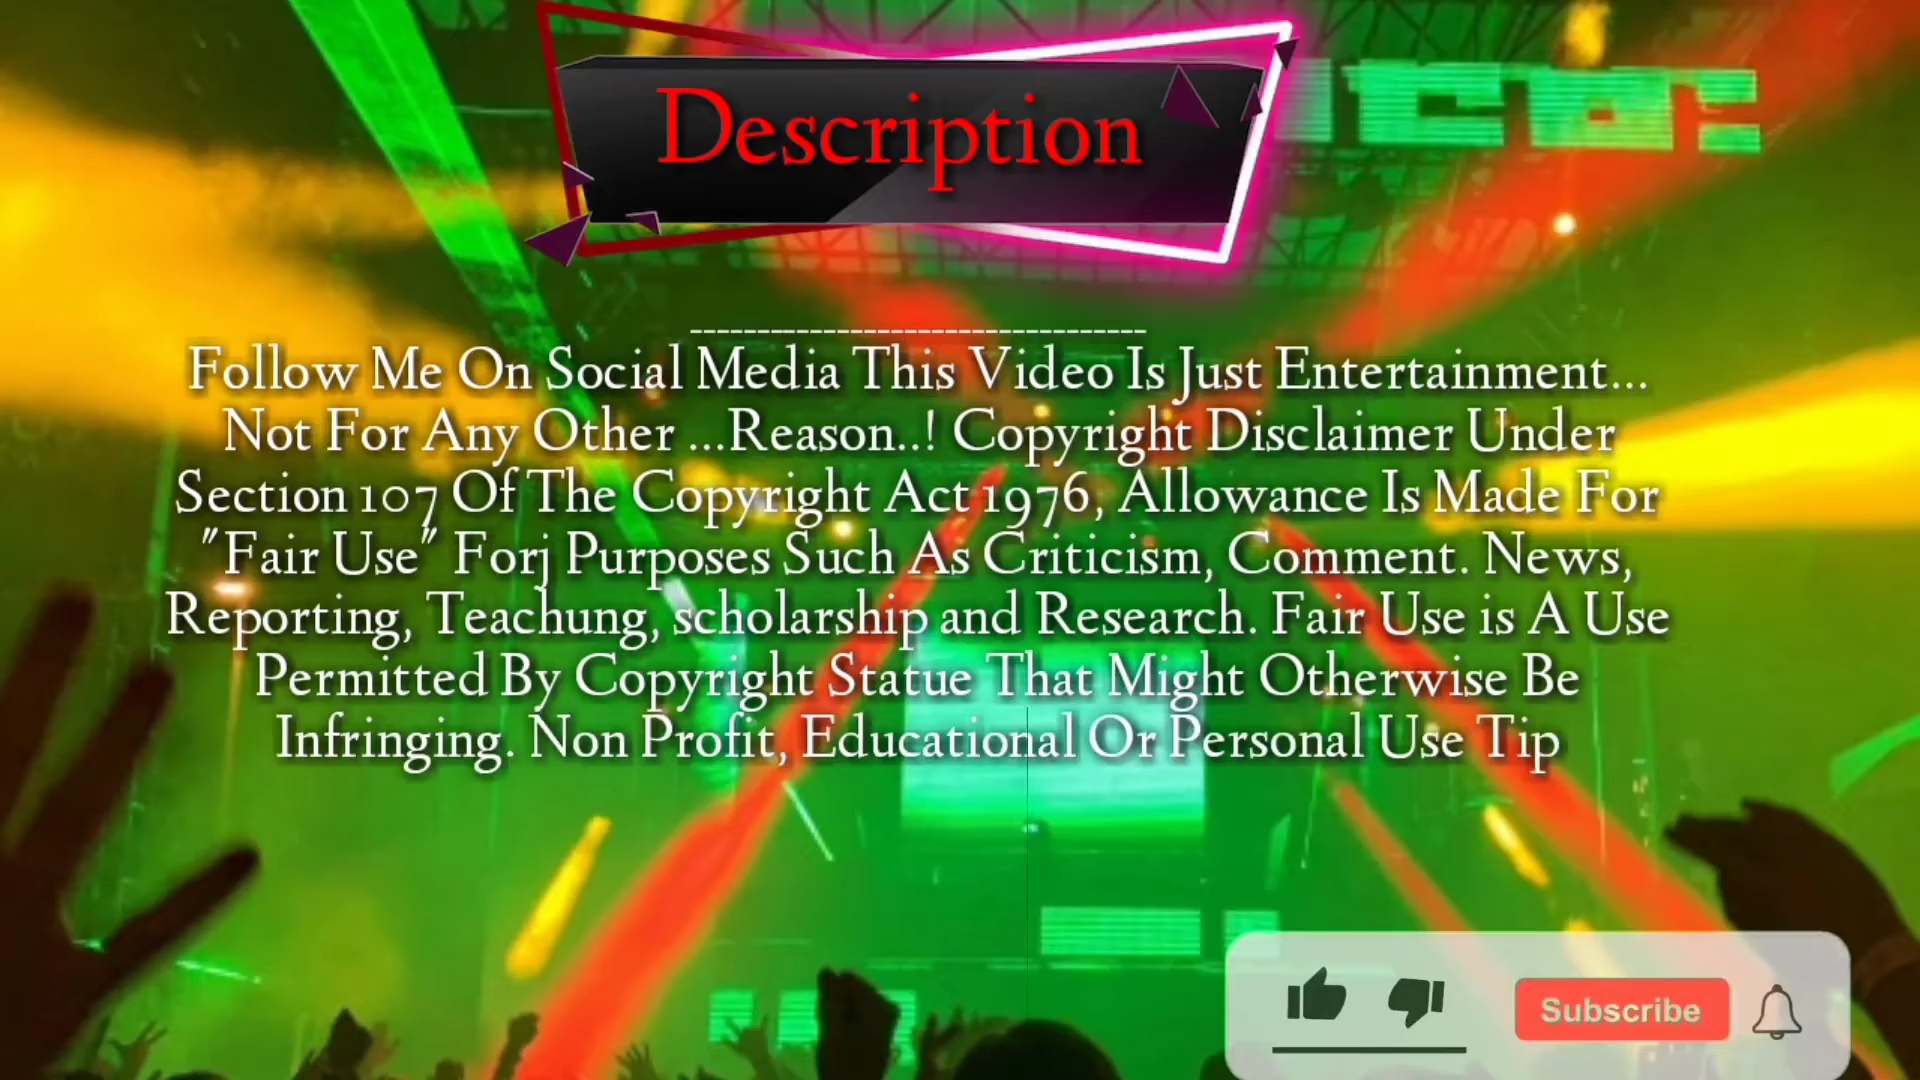 Description
---------------------------------
Follow Me On Social Media This Video Is Just Entertainment...
Not For Any Other ...Reason..! Copyright Disclaimer Under
Section 107 Of The Copyright Act 1976, Allowance Is Made For
"Fair Use" Forj Purposes Such As Criticism, Comment. News,
Reporting, Teachung, scholarship and Research. Fair Use is A Use
Permitted By Copyright Statue That Might Otherwise Be
Infringing. Non Profit, Educational Or Personal Use Tip
Subscribe